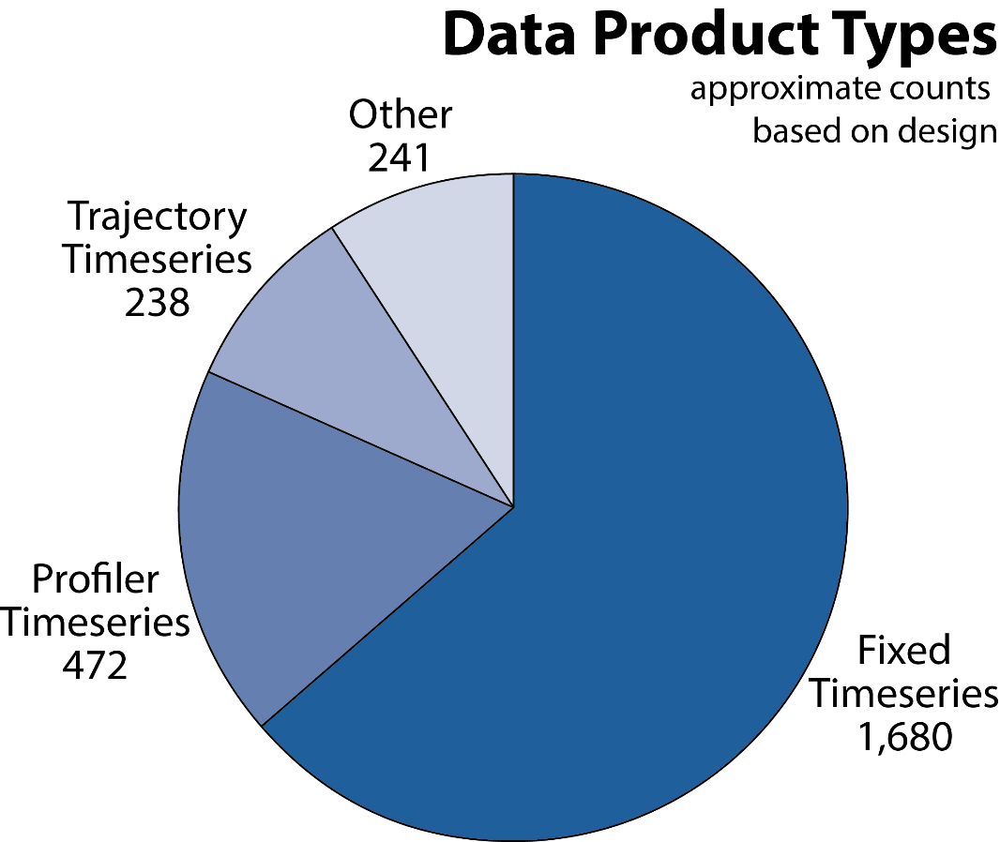 Data Product Types
approximate counts
based on design
Other
241
Trajectory
Timeseries
238
Profiler
Timeseries
472
Fixed
Timeseries
1,680